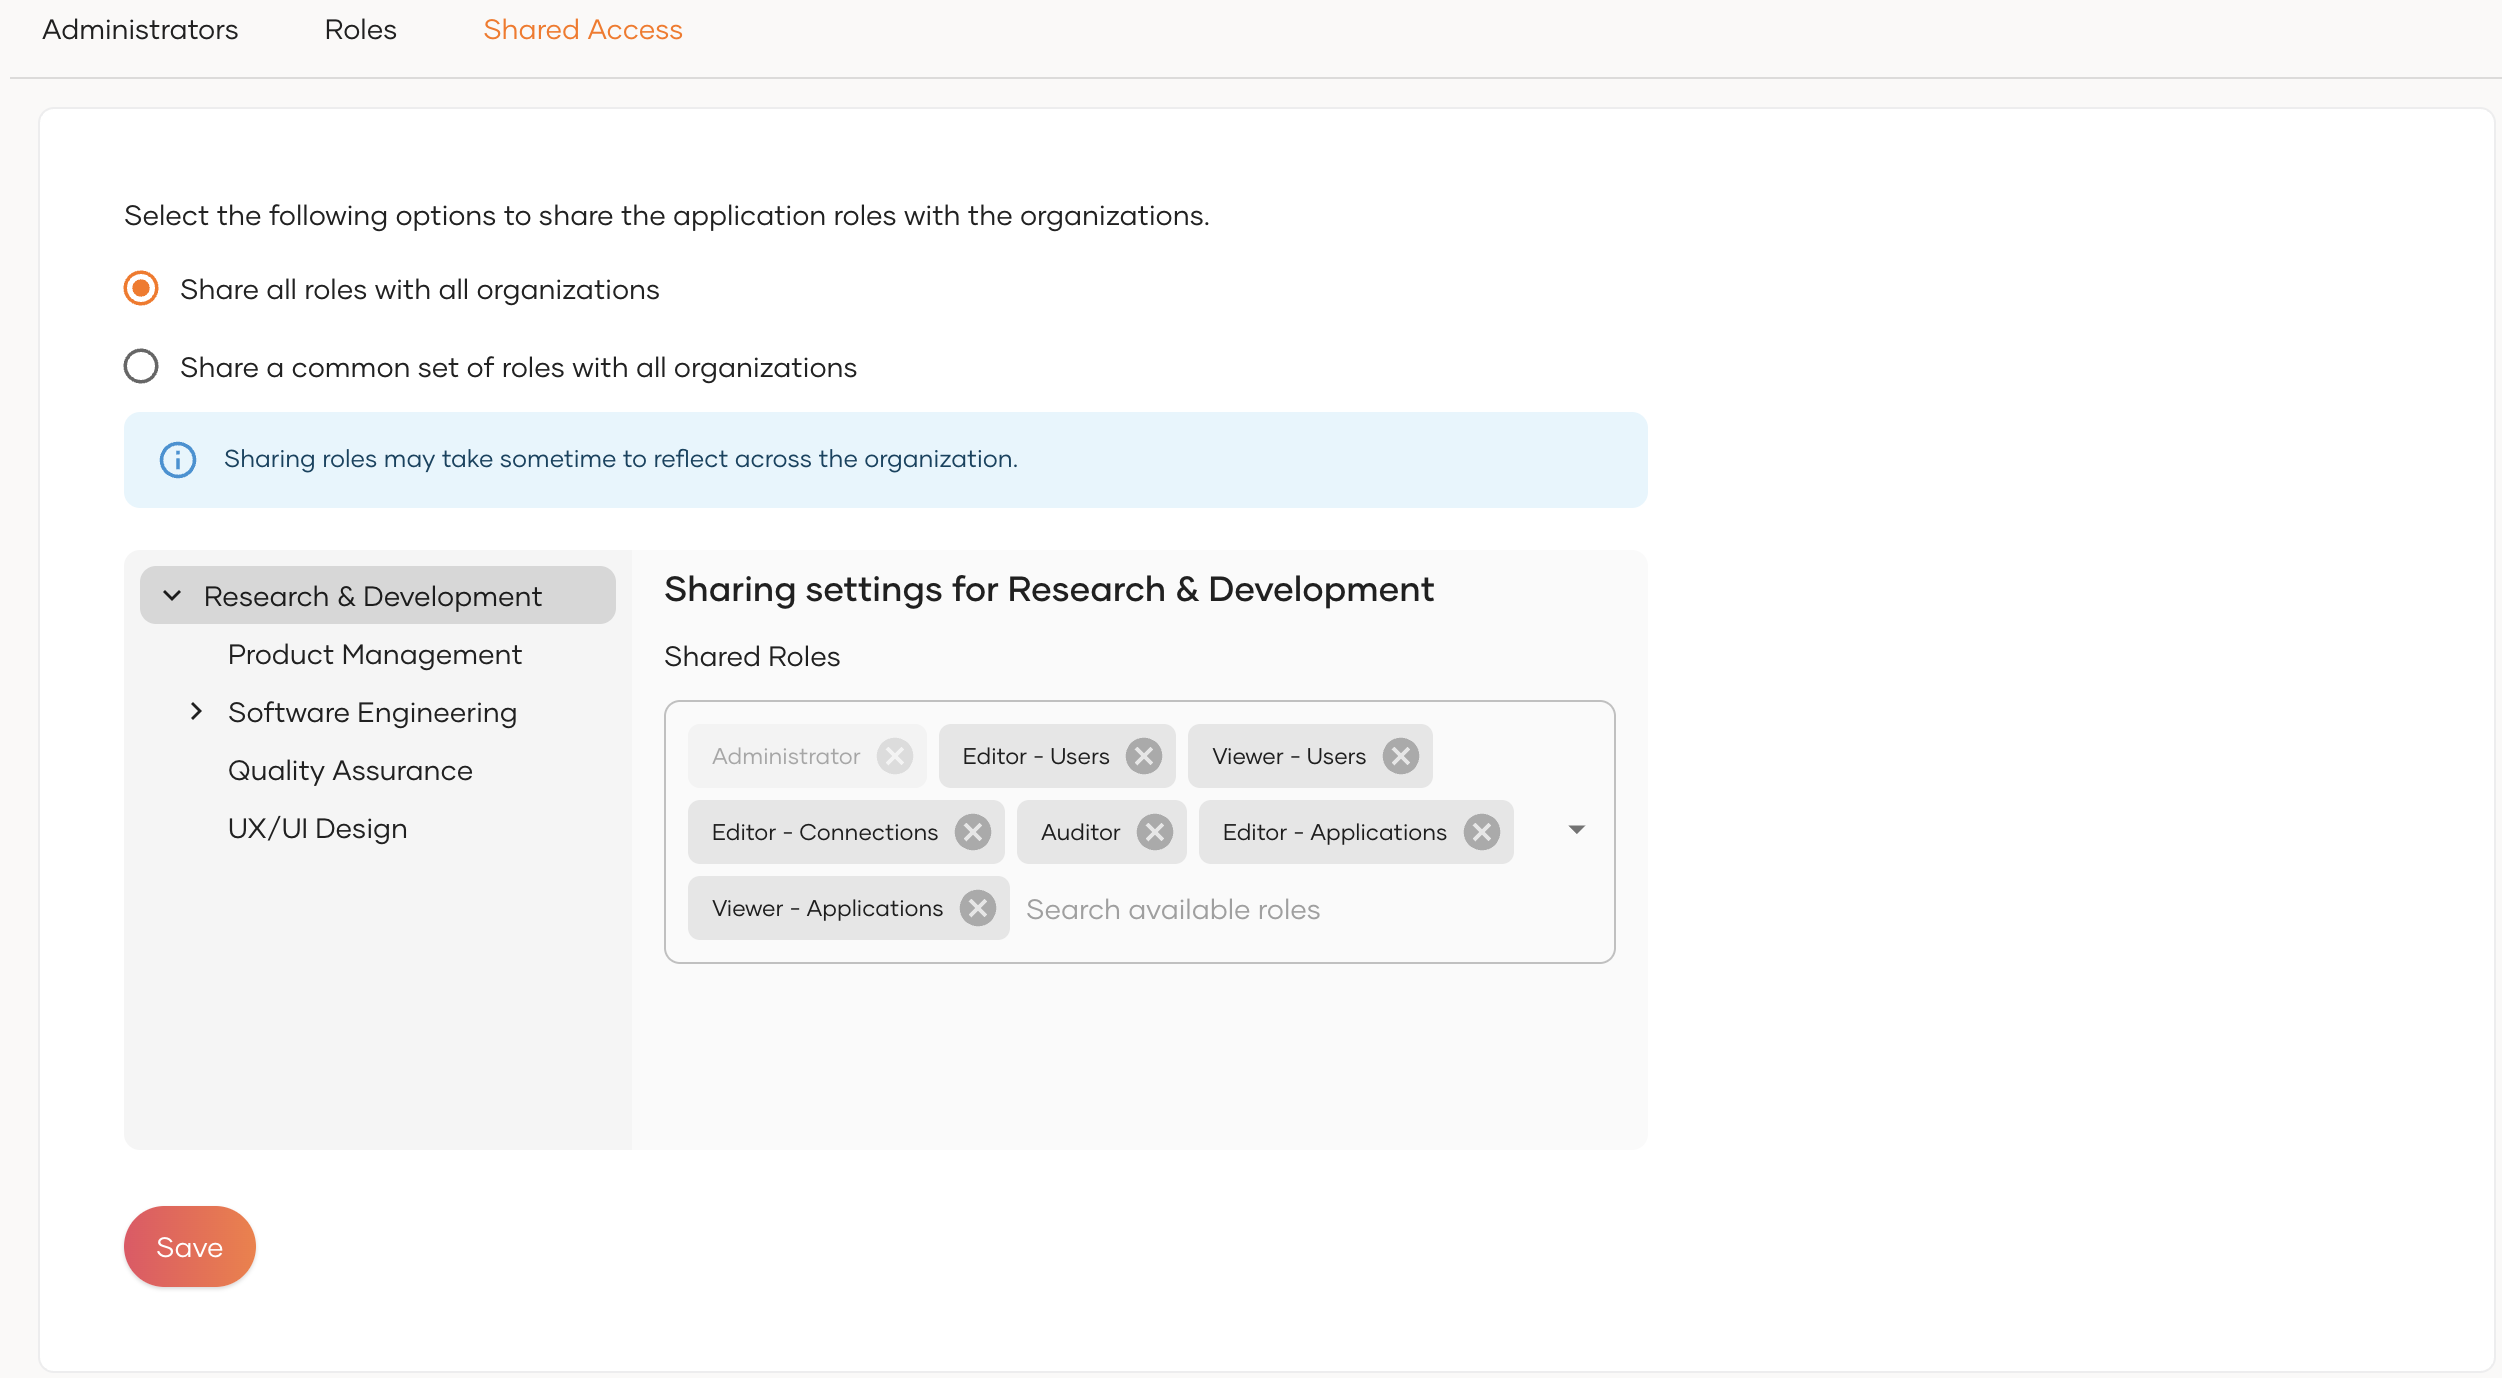 Administrators Roles Shared Access
Select the following options to share the application roles with the organizations.
Share all roles with all organizations
Share a common set of roles with all organizations
Sharing roles may take sometime to reflect across the organization.
Research & Development
Product Management
Software Engineering
Quality Assurance
UX/UI Design
Sharing settings for Research & Development
Shared Roles
Administrator Editor - Users Viewer - Users
Editor - Connections Auditor Editor - Applications
Viewer - Applications Search available roles
Save